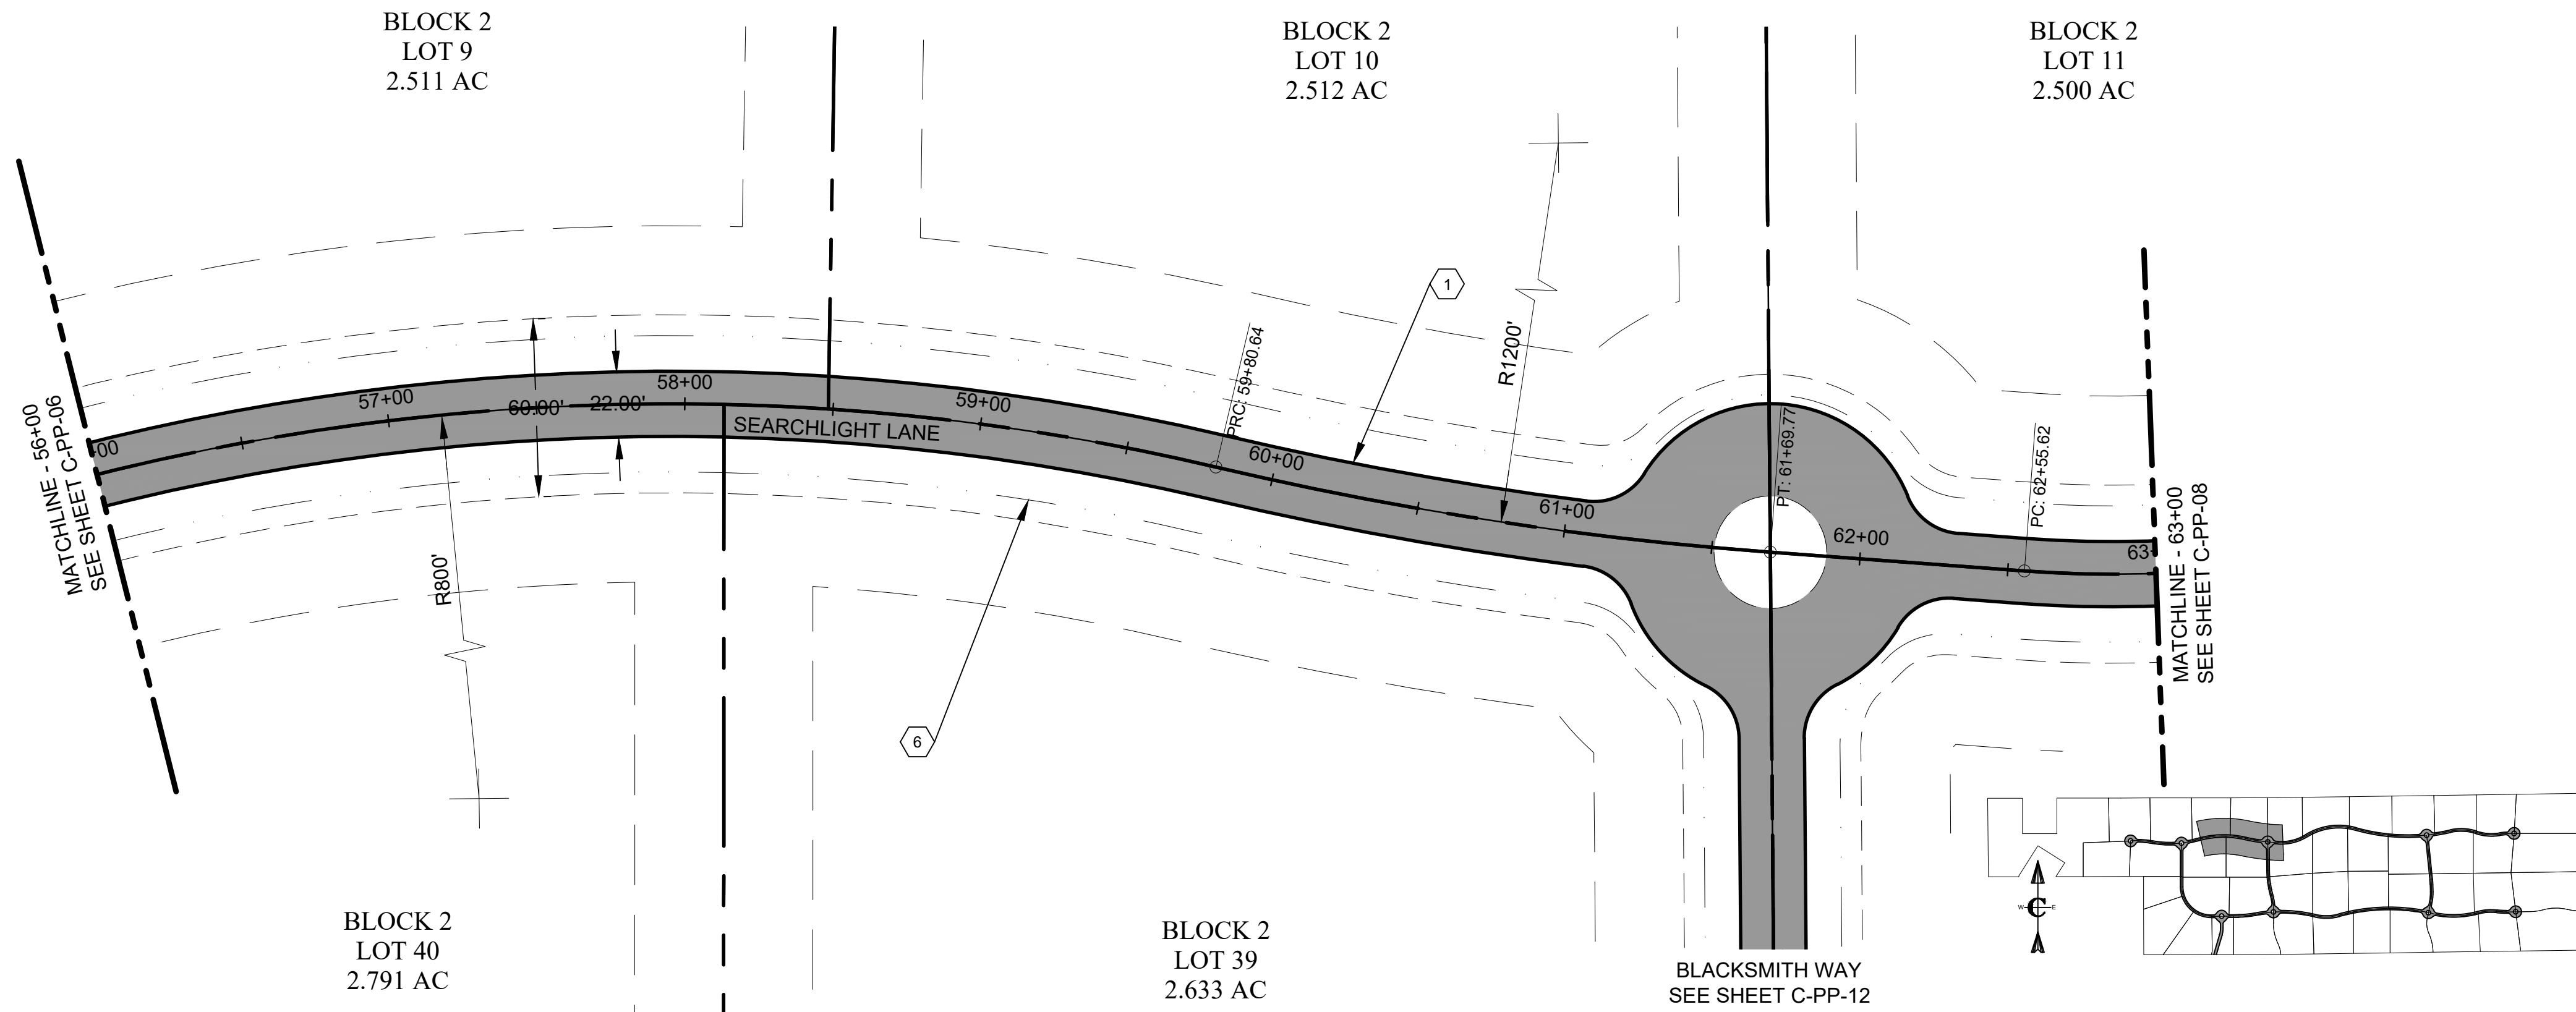 BLOCK 2
LOT 9
2.511 AC
BLOCK 2
LOT 10
2.512 AC
BLOCK 2
LOT 11
2.500 AC
1
PRC: 59+80.64
R1200'
57+00
58+00
60.00'
22.00'
59+00
SEARCHLIGHT LANE
+00
MATCHLINE - 56+00
SEE SHEET C-PP-06
60+00
61+00
PT: 61+69.77
62+00
PC: 62+55.62
63+
MATCHLINE - 63+00
SEE SHEET C-PP-08
R800'
6
BLOCK 2
LOT 40
2.791 AC
BLOCK 2
LOT 39
2.633 AC
BLACKSMITH WAY
SEE SHEET C-PP-12
W C E